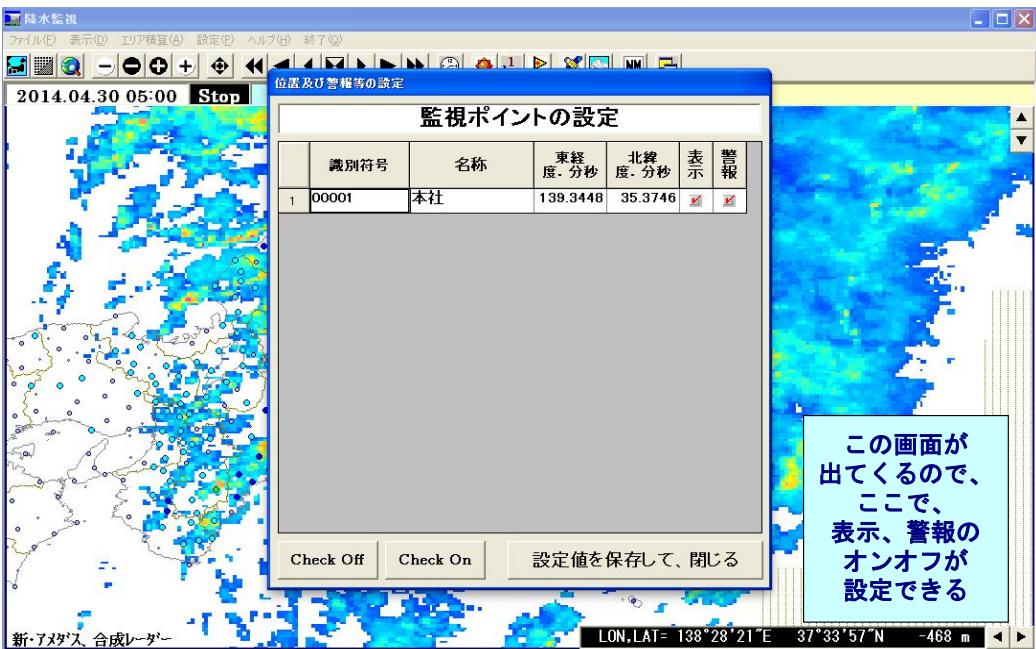 降水監視
ファイル(F) 表示(D) エリア積算(A) 設定(P) ヘルプ(H) 終了(Q)
2014.04.30 05:00 Stop
位置及び警報等の設定
監視ポイントの設定
識別符号 名称 東経 度.分秒 北緯 度.分秒 表示 警報
1 00001 本社 139.3448 35.3746
Check Off Check On 設定値を保存して、閉じる
この画面が
出てくるので、
ここで、
表示、警報の
オンオフが
設定できる
新・アメダス、合成レーダー
LON,LAT= 138°28'21"E 37°33'57"N -468 m